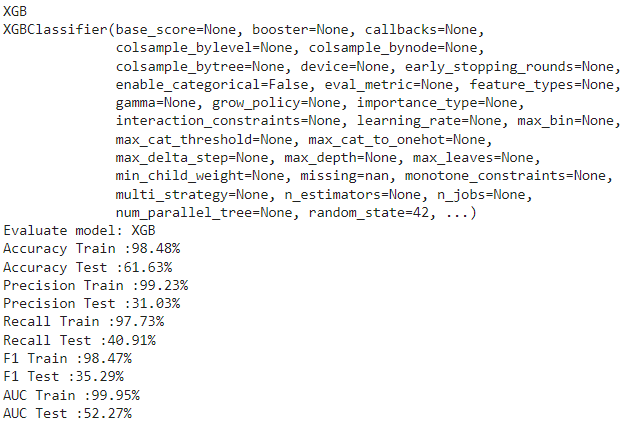 XGB
XGBClassifier(base_score=None, booster=None, callbacks=None,
colsample_bylevel=None, colsample_bynode=None,
colsample_bytree=None, device=None, early_stopping_rounds=None,
enable_categorical=False, eval_metric=None, feature_types=None,
gamma=None, grow_policy=None, importance_type=None,
interaction_constraints=None, learning_rate=None, max_bin=None,
max_cat_threshold=None, max_cat_to_onehot=None,
max_delta_step=None, max_depth=None, max_leaves=None,
min_child_weight=None, missing=nan, monotone_constraints=None,
multi_strategy=None, n_estimators=None, n_jobs=None,
num_parallel_tree=None, random_state=42, ...)
Evaluate model: XGB
Accuracy Train :98.48%
Accuracy Test :61.63%
Precision Train :99.23%
Precision Test :31.03%
Recall Train :97.73%
Recall Test :40.91%
F1 Train :98.47%
F1 Test :35.29%
AUC Train :99.95%
AUC Test :52.27%